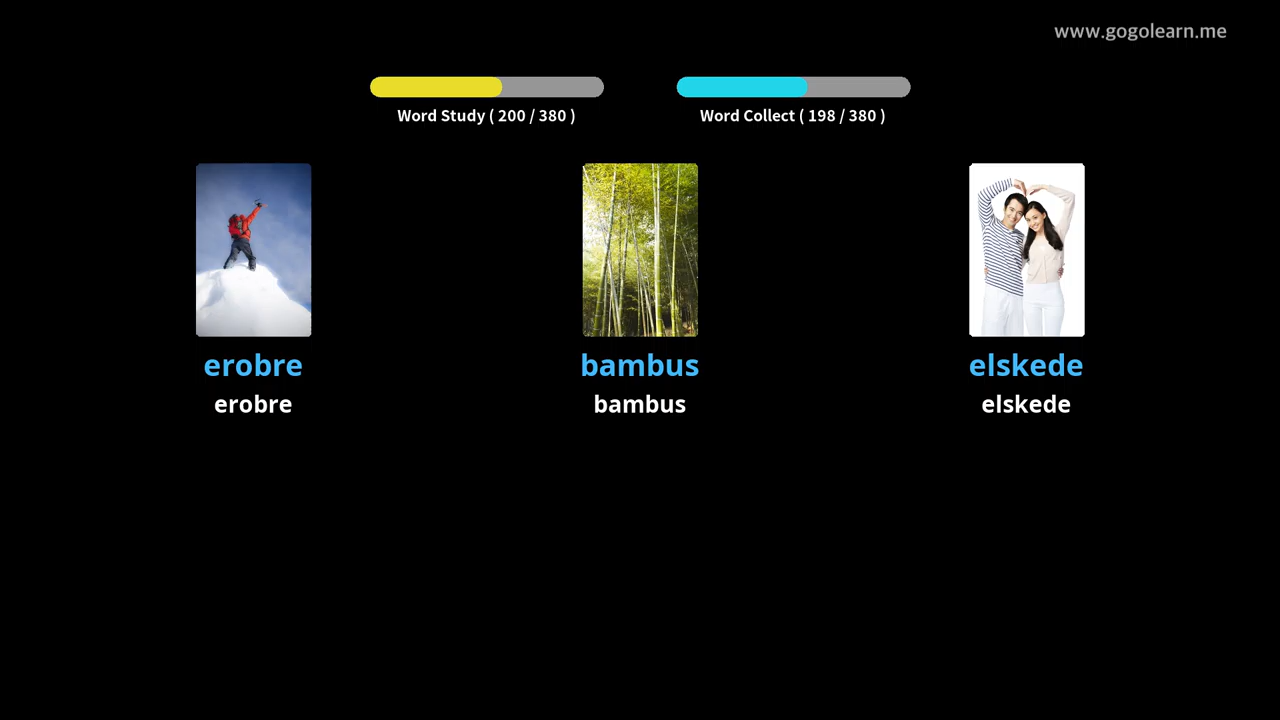 www.gogolearn.me
Word Study ( 200 / 380 )
Word Collect ( 198 / 380 )
erobre
erobre
bambus
bambus
elskede
elskede